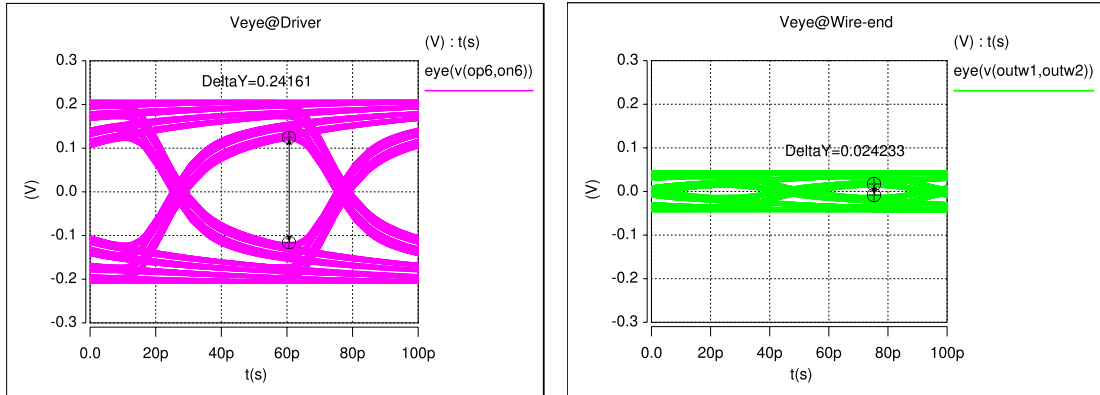 Veye@Driver
(V) : t(s)
eye(v(op6,on6))
DeltaY=0.24161
(V)
0.3
0.2
0.1
0.0
-0.1
-0.2
-0.3
0.0 20p 40p 60p 80p 100p
t(s)
Veye@Wire-end
(V) : t(s)
eye(v(outw1,outw2))
DeltaY=0.024233
(V)
0.3
0.2
0.1
0.0
-0.1
-0.2
-0.3
0.0 20p 40p 60p 80p 100p
t(s)